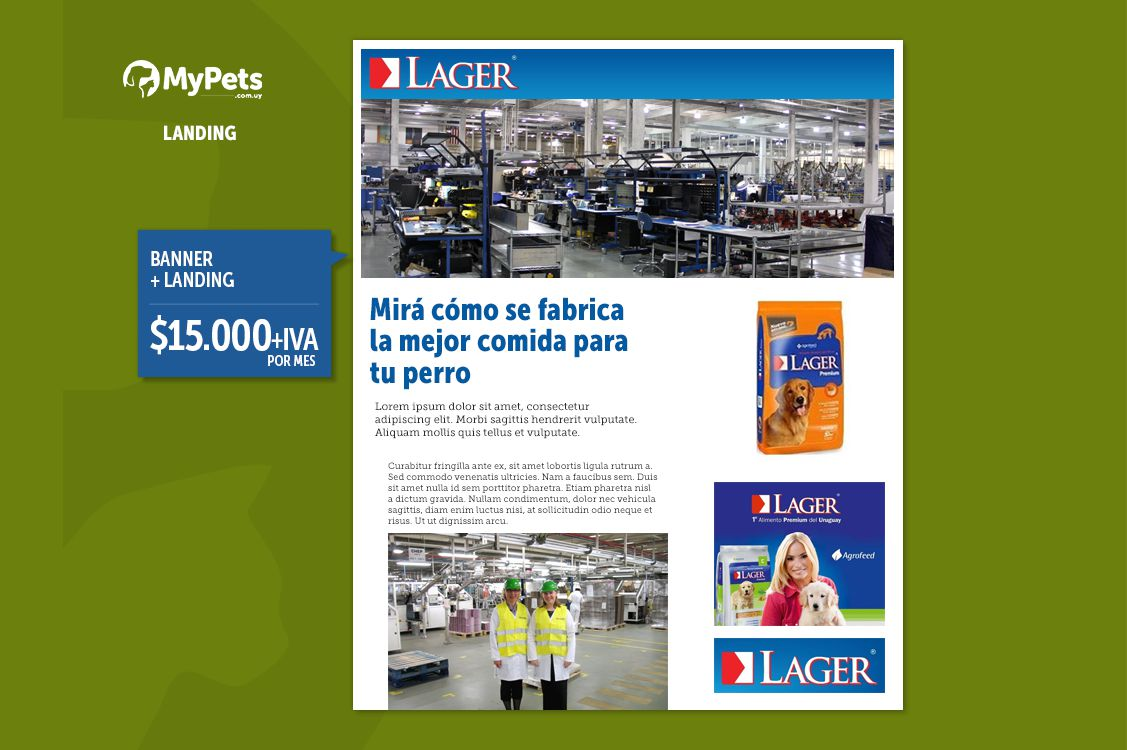 MyPets
.com.uy
LANDING
BANNER
+ LANDING
$15.000+IVA
POR MES
LAGER®
Mirá cómo se fabrica
la mejor comida para
tu perro
Lorem ipsum dolor sit amet, consectetur
adipiscing elit. Morbi sagittis hendrerit vulputate.
Aliquam mollis quis tellus et vulputate.
Curabitur fringilla ante ex, sit amet lobortis ligula rutrum a.
Sed commodo venenatis ultricies. Nam a faucibus sem. Duis
sit amet nulla id sem porttitor pharetra. Etiam pharetra nisl
a dictum gravida. Nullam condimentum, dolor nec vehicula
sagittis, diam enim luctus nisi, at sollicitudin odio neque et
risus. Ut ut dignissim arcu.
agrofeed
LAGER
Premium
LAGER
1er Alimento Premium del Uruguay
Agrofeed
LAGER
LAGER®